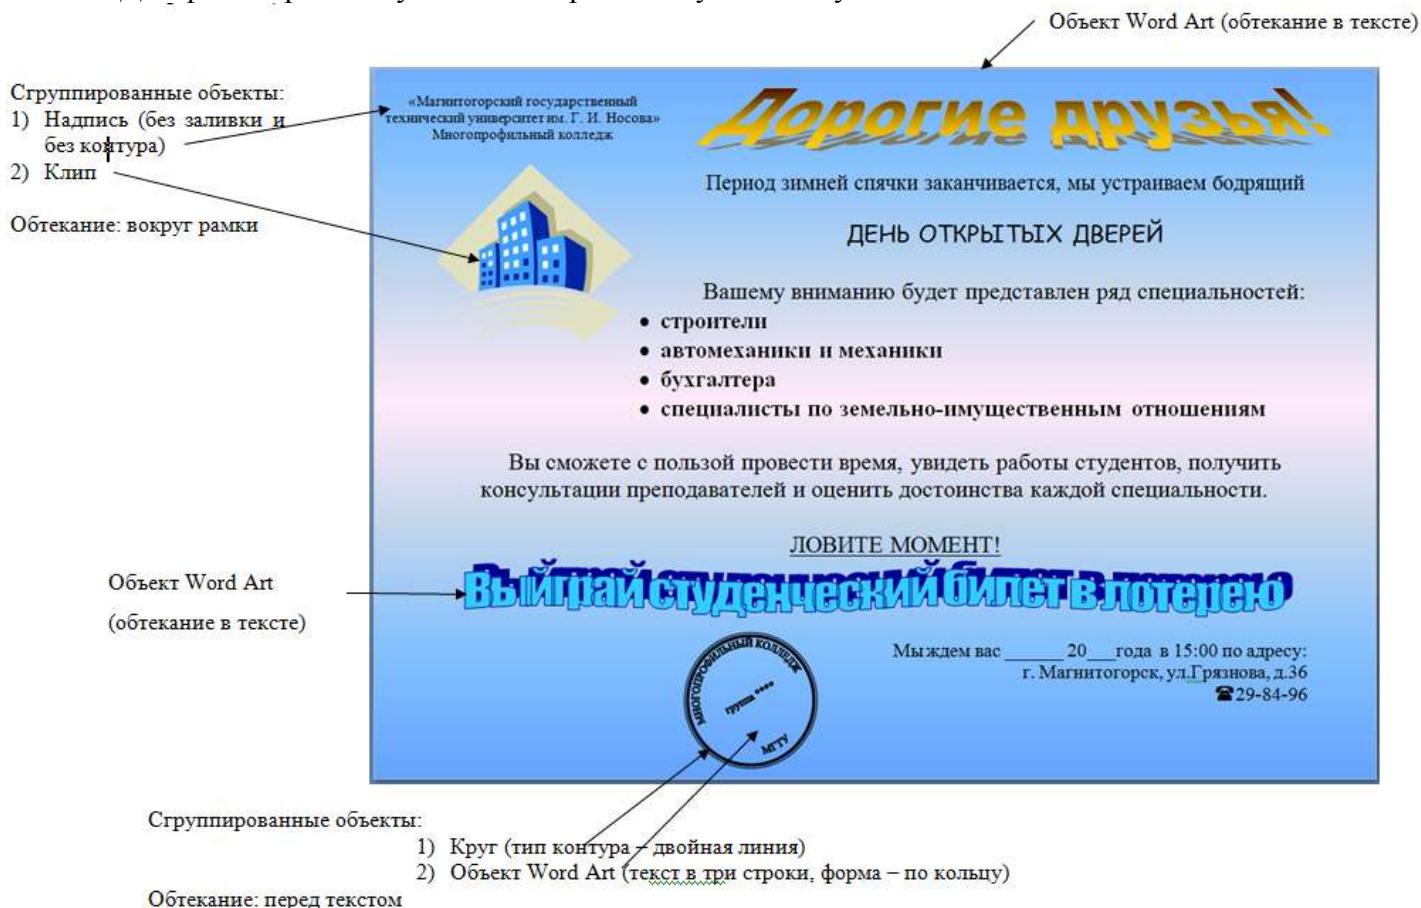 Объект Word Art (обтекание в тексте)
Сгруппированные объекты:
1) Надпись (без заливки и
без контура)
2) Клип
Обтекание: вокруг рамки
«Магнитогорский государственный
технический университет им. Г. И. Носова»
Многопрофильный колледж
Дорогие друзья!
Период зимней спячки заканчивается, мы устраиваем бодрящий
ДЕНЬ ОТКРЫТЫХ ДВЕРЕЙ
Вашему вниманию будет представлен ряд специальностей:
• строители
• автомеханики и механики
• бухгалтера
• специалисты по земельно-имущественным отношениям
Вы сможете с пользой провести время, увидеть работы студентов, получить
консультации преподавателей и оценить достоинства каждой специальности.
ЛОВИТЕ МОМЕНТ!
Выйграй студенческий билет в лотерею
Объект Word Art
(обтекание в тексте)
МНОГОПРОФИЛЬНЫЙ КОЛЛЕДЖ
группа ****
МГТУ
Мы ждем вас ______ 20___года в 15:00 по адресу:
г. Магнитогорск, ул.Грязнова, д.36
☎29-84-96
Сгруппированные объекты:
1) Круг (тип контура – двойная линия)
2) Объект Word Art (текст в три строки, форма – по кольцу)
Обтекание: перед текстом